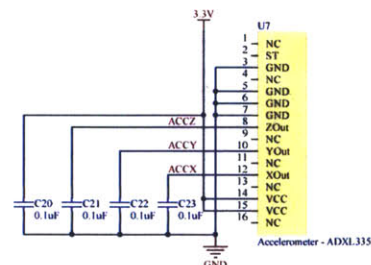 3.3V
U7
1 NC
2 ST
3 GND
4 NC
5 GND
6 GND
7 GND
ACCZ 8 ZOut
9 NC
ACCY 10 YOut
11 NC
ACCX 12 XOut
13 NC
14 VCC
15 VCC
16 NC
C20 C21 C22 C23
0.1uF 0.1uF 0.1uF 0.1uF
Accelerometer - ADXL335
GND